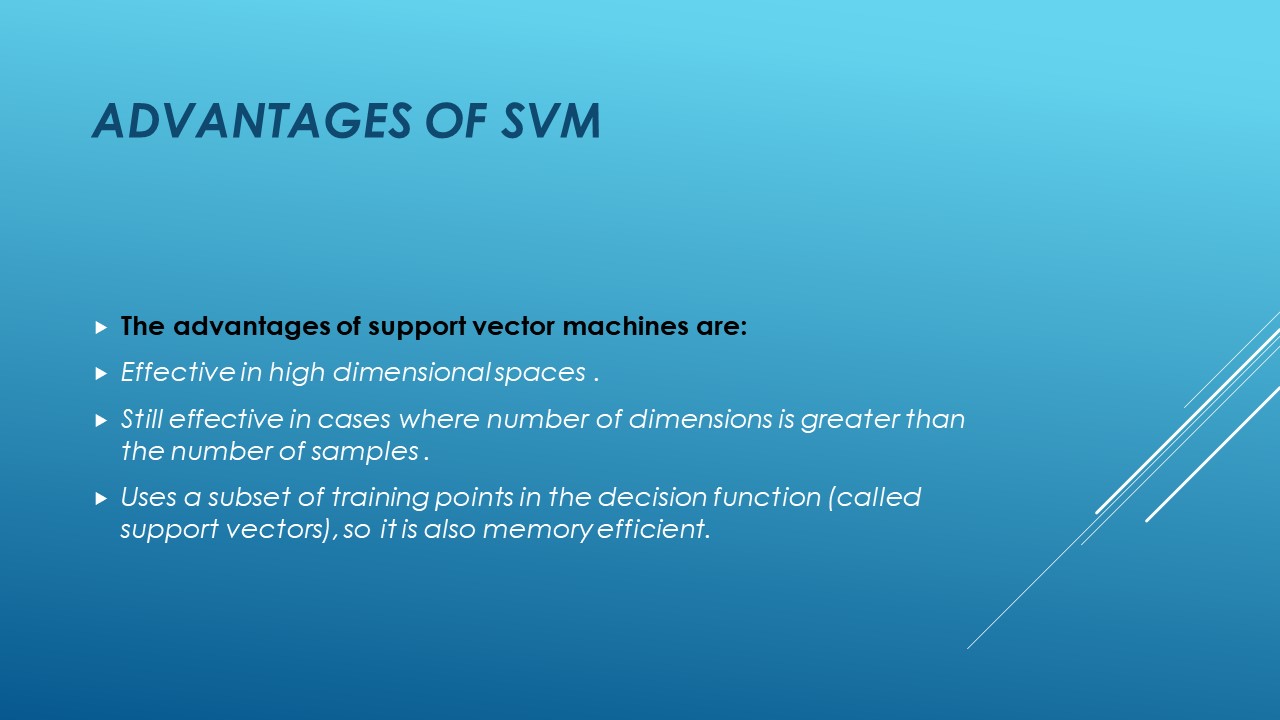 ADVANTAGES OF SVM
The advantages of support vector machines are:
Effective in high dimensional spaces .
Still effective in cases where number of dimensions is greater than
the number of samples .
Uses a subset of training points in the decision function (called
support vectors), so it is also memory efficient.